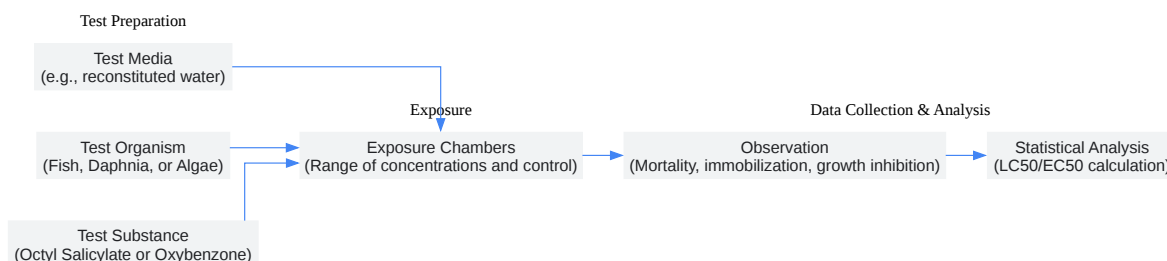 Test Preparation
Test Media
(e.g., reconstituted water)
Exposure
Data Collection & Analysis
Test Organism
(Fish, Daphnia, or Algae)
Exposure Chambers
(Range of concentrations and control)
Observation
(Mortality, immobilization, growth inhibition)
Statistical Analysis
(LC50/EC50 calculation)
Test Substance
(Octyl Salicylate or Oxybenzone)